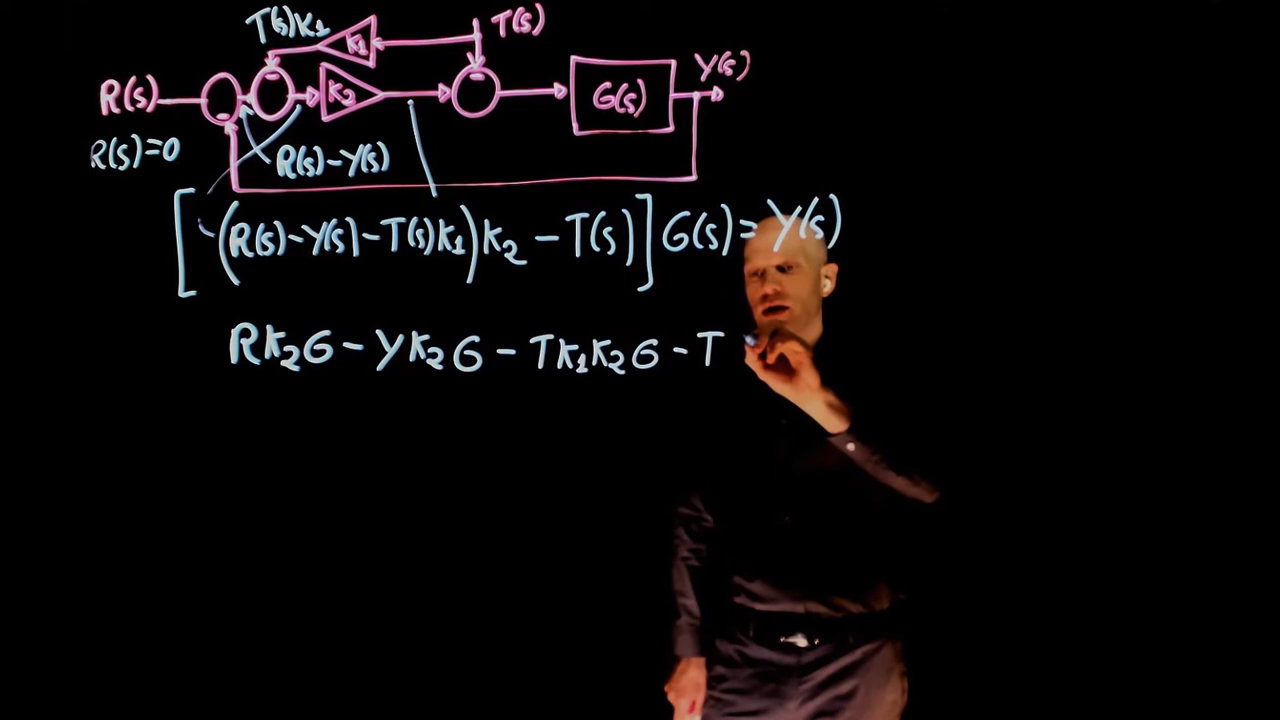 T(s)K1
K1
T(s)
R(s)
K2
G(s)
Y(s)
R(s)=0
R(s)-Y(s)
[(R(s)-Y(s)-T(s)K1)K2-T(s)]G(s)=Y(s)
RK2G-YK2G-TK1K2G-T